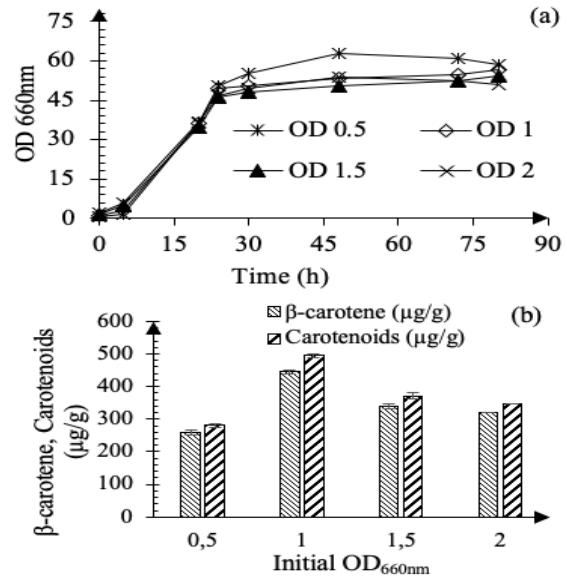 (a)
OD 660nm
75
60
45
30
15
0
OD 0.5
OD 1
OD 1.5
OD 2
0 15 30 45 60 75 90
Time (h)
(b)
β-carotene (µg/g)
Carotenoids (µg/g)
β-carotene, Carotenoids
(µg/g)
600
500
400
300
200
100
0
0,5 1 1,5 2
Initial OD660nm